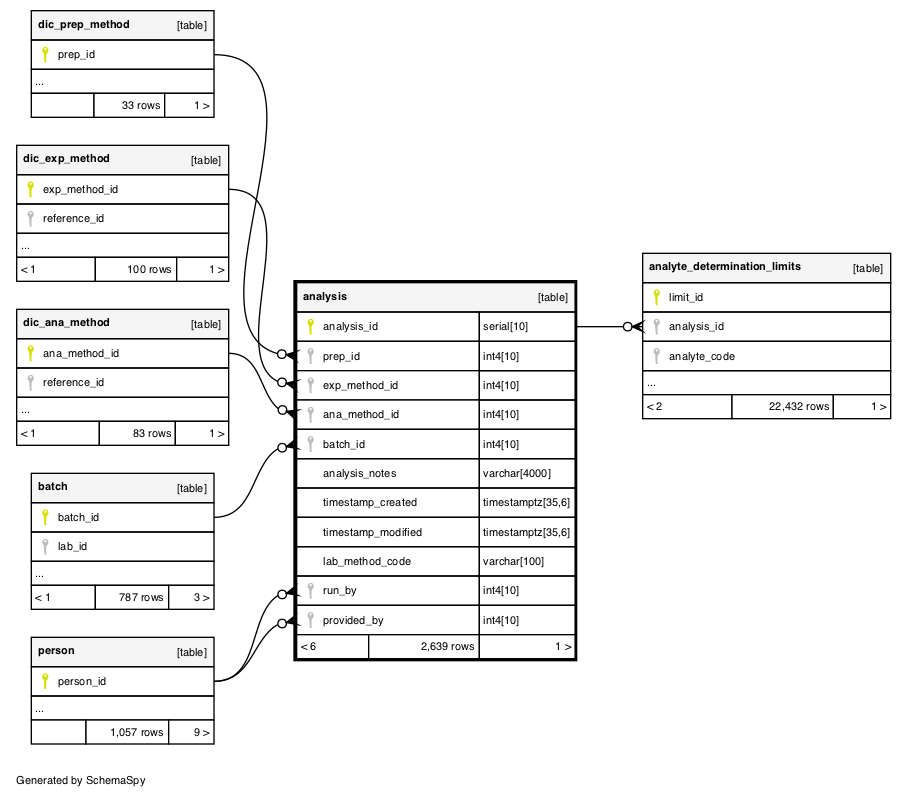 dic_prep_method [table]
prep_id
...
33 rows 1 >
dic_exp_method [table]
exp_method_id
reference_id
...
< 1 100 rows 1 >
dic_ana_method [table]
ana_method_id
reference_id
...
< 1 83 rows 1 >
batch [table]
batch_id
lab_id
...
< 1 787 rows 3 >
person [table]
person_id
...
1,057 rows 9 >
analysis [table]
analysis_id serial[10]
prep_id int4[10]
exp_method_id int4[10]
ana_method_id int4[10]
batch_id int4[10]
analysis_notes varchar[4000]
timestamp_created timestamptz[35,6]
timestamp_modified timestamptz[35,6]
lab_method_code varchar[100]
run_by int4[10]
provided_by int4[10]
< 6 2,639 rows 1 >
analyte_determination_limits [table]
limit_id
analysis_id
analyte_code
...
< 2 22,432 rows 1 >
Generated by SchemaSpy